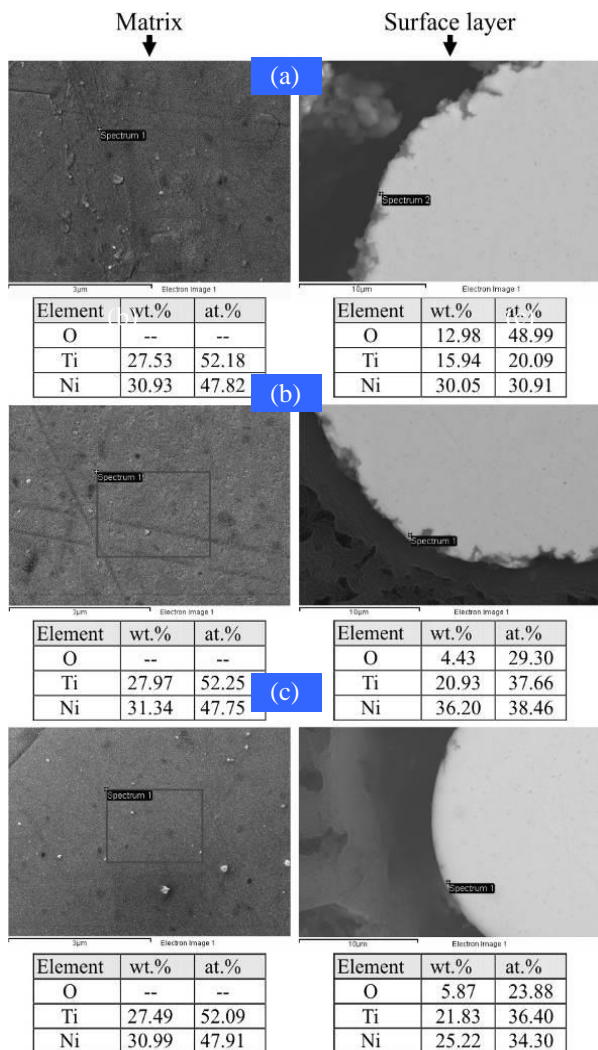 Matrix Surface layer
(a)
Spectrum 1
Spectrum 2
3µm Electron Image 1
10µm Electron Image 1
Element wt.% at.%
O -- --
Ti 27.53 52.18
Ni 30.93 47.82
(b)
Element wt.% at.%
O 12.98 48.99
Ti 15.94 20.09
Ni 30.05 30.91
(b)
Spectrum 1
Spectrum 1
3µm Electron Image 1
10µm Electron Image 1
Element wt.% at.%
O -- --
Ti 27.97 52.25
Ni 31.34 47.75
Element wt.% at.%
O 4.43 29.30
Ti 20.93 37.66
Ni 36.20 38.46
(c)
Spectrum 1
Spectrum 1
3µm Electron Image 1
10µm Electron Image 1
Element wt.% at.%
O -- --
Ti 27.49 52.09
Ni 30.99 47.91
Element wt.% at.%
O 5.87 23.88
Ti 21.83 36.40
Ni 25.22 34.30